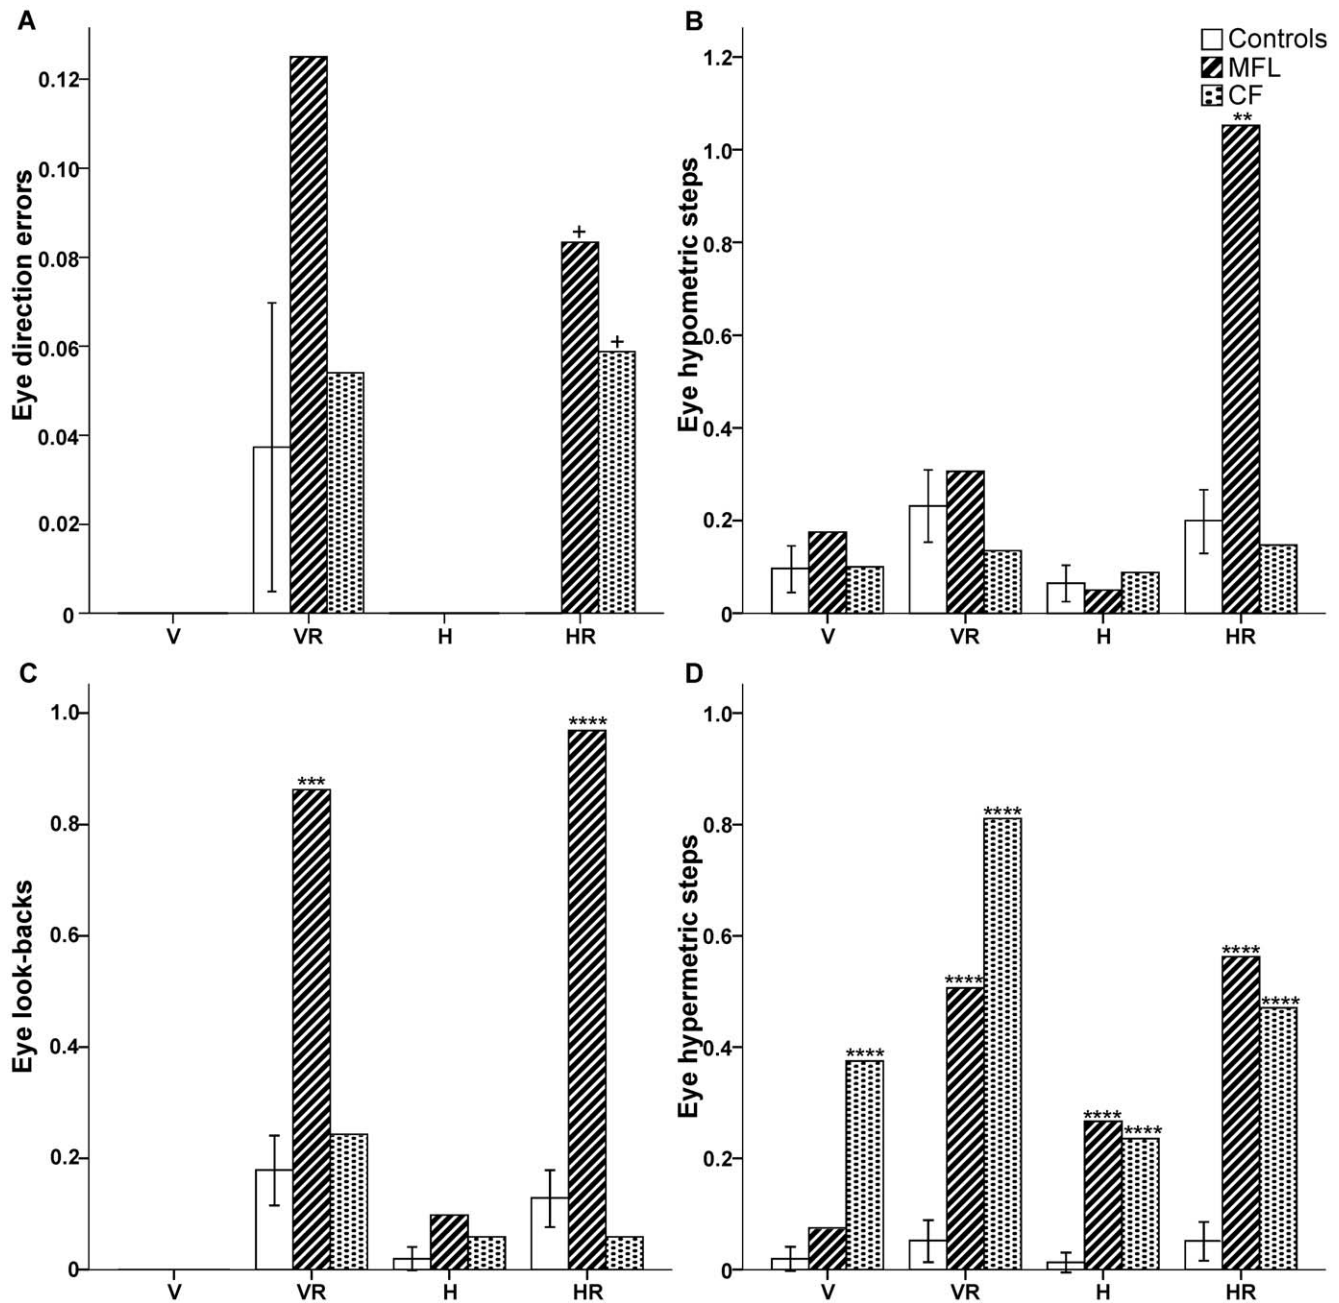 A
Eye direction errors
0.12
0.10
0.08
0.06
0.04
0.02
0
+
+
V VR H HR
B
Controls
MFL
CF
Eye hypometric steps
1.2
1.0
0.8
0.6
0.4
0.2
0
**
V VR H HR
C
Eye look-backs
1.0
0.8
0.6
0.4
0.2
0
***
****
V VR H HR
D
Eye hypermetric steps
1.0
0.8
0.6
0.4
0.2
0
****
****
****
****
****
****
****
V VR H HR